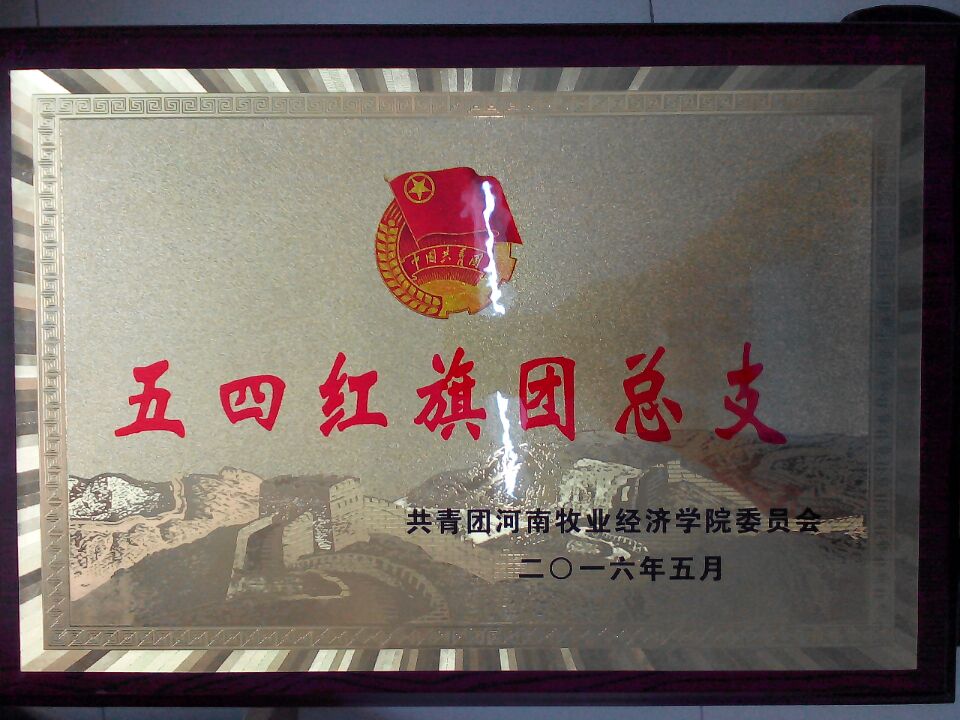 中国共青团
五四红旗团总支
共青团河南牧业经济学院委员会
二〇一六年五月